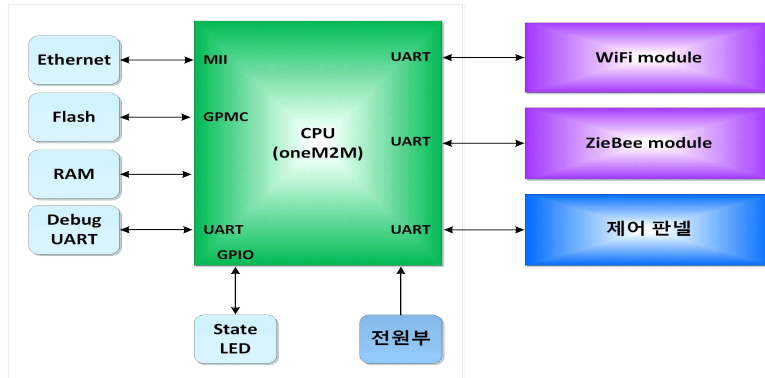 Ethernet
MII
UART
WiFi module
Flash
GPMC
CPU
(oneM2M)
UART
ZieBee module
RAM
Debug
UART
UART
UART
제어 판넬
GPIO
State
LED
전원부